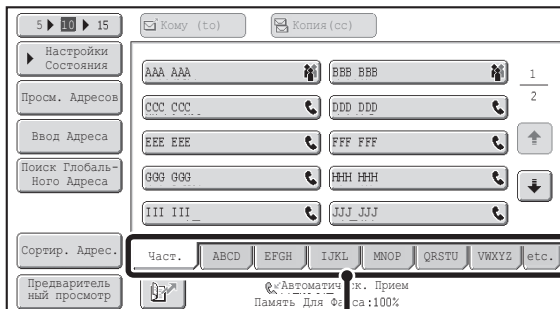 5 10 15
Кому (to)
Копия(cc)
Настройки
Состояния
AAA AAA
BBB BBB
1
2
Просм. Адресов
CCC CCC
DDD DDD
Ввод Адреса
EEE EEE
FFF FFF
Поиск Глобаль-
Ного Адреса
GGG GGG
HHH HHH
III III
JJJ JJJ
Сортир. Адрес.
Част.
ABCD
EFGH
IJKL
MNOP
QRSTU
VWXYZ
etc.
Предваритель
ный просмотр
Прием
Память Для :100%